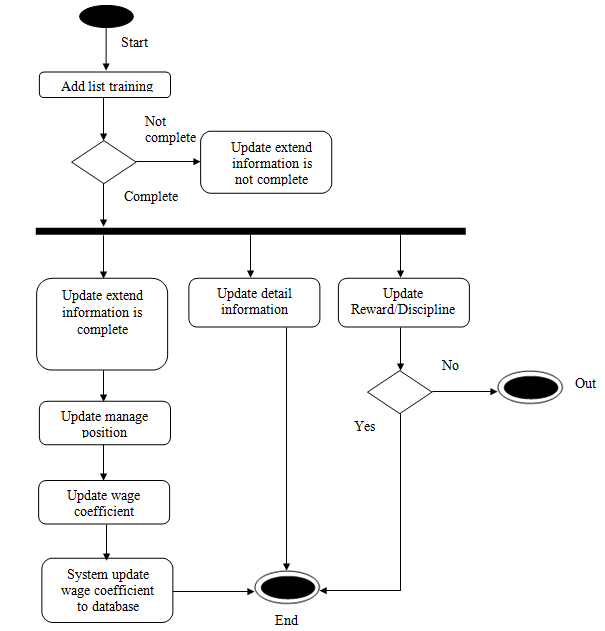 Start
Add list training
Not
complete
Update extend
information is
not complete
Complete
Update extend
information is
complete
Update detail
information
Update
Reward/Discipline
No
Out
Yes
Update manage
position
Update wage
coefficient
System update
wage coefficient
to database
End